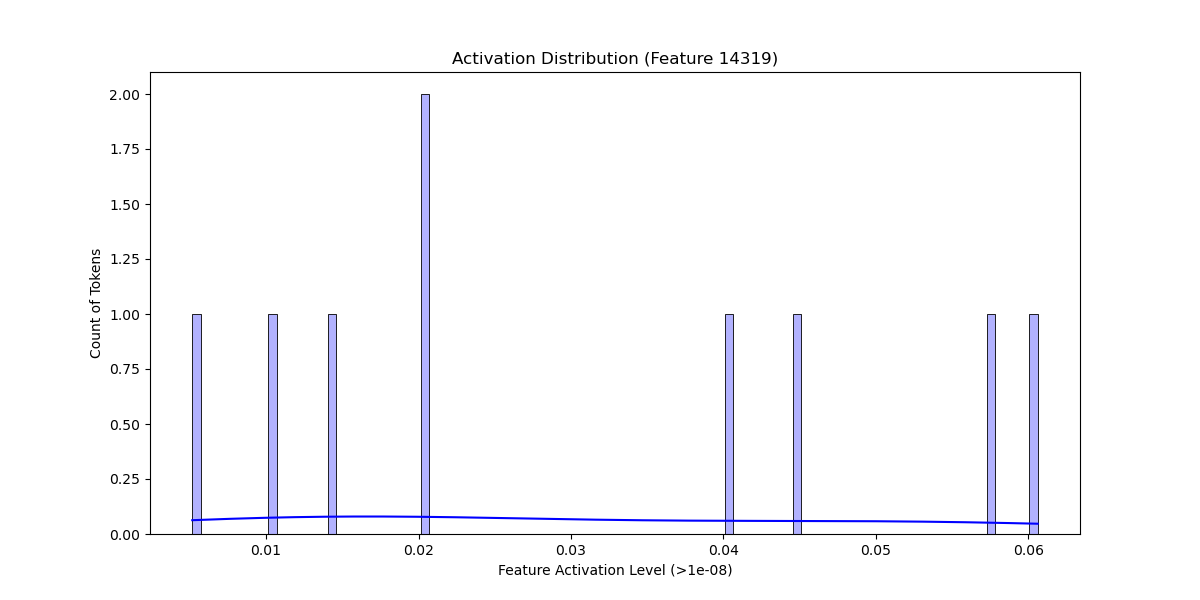 Activation Distribution (Feature 14319)
Count of Tokens
2.00
1.75
1.50
1.25
1.00
0.75
0.50
0.25
0.00
0.01 0.02 0.03 0.04 0.05 0.06
Feature Activation Level (>1e-08)